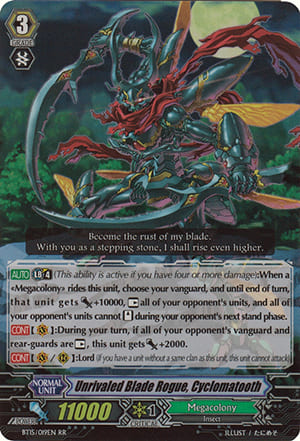 3
GRADE
Become the rust of my blade.
With you as a stepping stone, I shall rise even higher.
AUTO LB 4 (This ability is active if you have four or more damage):When a
«Megacolony» rides this unit, choose your vanguard, and until end of turn,
that unit gets +10000, all of your opponent's units, and all of
your opponent's units cannot during your opponent's next stand phase.
CONT :During your turn, if all of your opponent's vanguard and
rear-guards are , this unit gets +2000.
CONT :Lord (If you have a unit without a same clan as this unit, this unit cannot attack)
NORMAL UNIT
Unrivaled Blade Rogue, Cyclomatooth
POWER
11000
1
CRITICAL
Megacolony
Insect
BT15/019EN RR
ILLUST / たにめそ